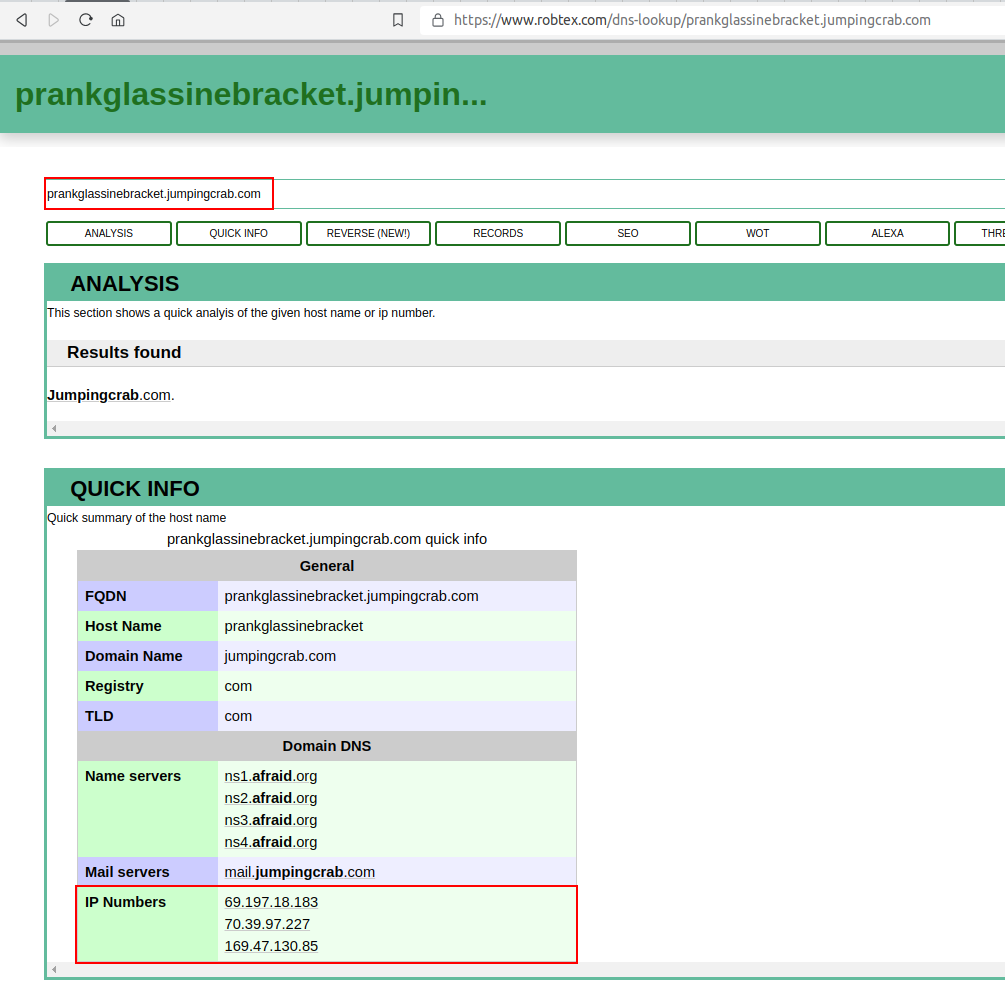 https://www.robtex.com/dns-lookup/prankglassinebracket.jumpingcrab.com
prankglassinebracket.jumpin...
prankglassinebracket.jumpingcrab.com
ANALYSIS QUICK INFO REVERSE (NEW!) RECORDS SEO WOT ALEXA THRE
ANALYSIS
This section shows a quick analyis of the given host name or ip number.
Results found
Jumpingcrab.com.
QUICK INFO
Quick summary of the host name
prankglassinebracket.jumpingcrab.com quick info
General
FQDN prankglassinebracket.jumpingcrab.com
Host Name prankglassinebracket
Domain Name jumpingcrab.com
Registry com
TLD com
Domain DNS
Name servers ns1.afraid.org
ns2.afraid.org
ns3.afraid.org
ns4.afraid.org
Mail servers mail.jumpingcrab.com
IP Numbers 69.197.18.183
70.39.97.227
169.47.130.85